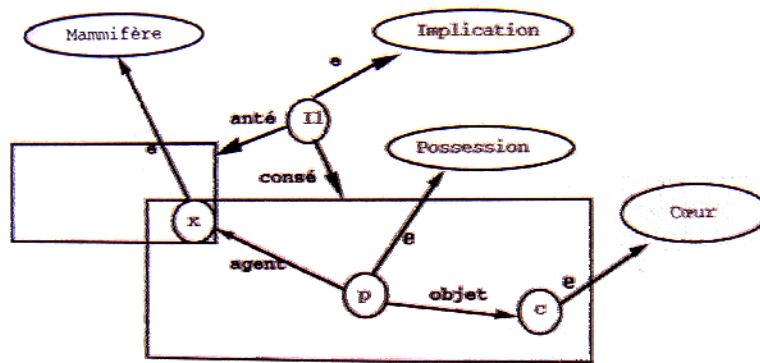 Mammifère
Implication
e
anté
I1
Possession
e
consé
Cœur
x
e
agent
e
p
objet
c